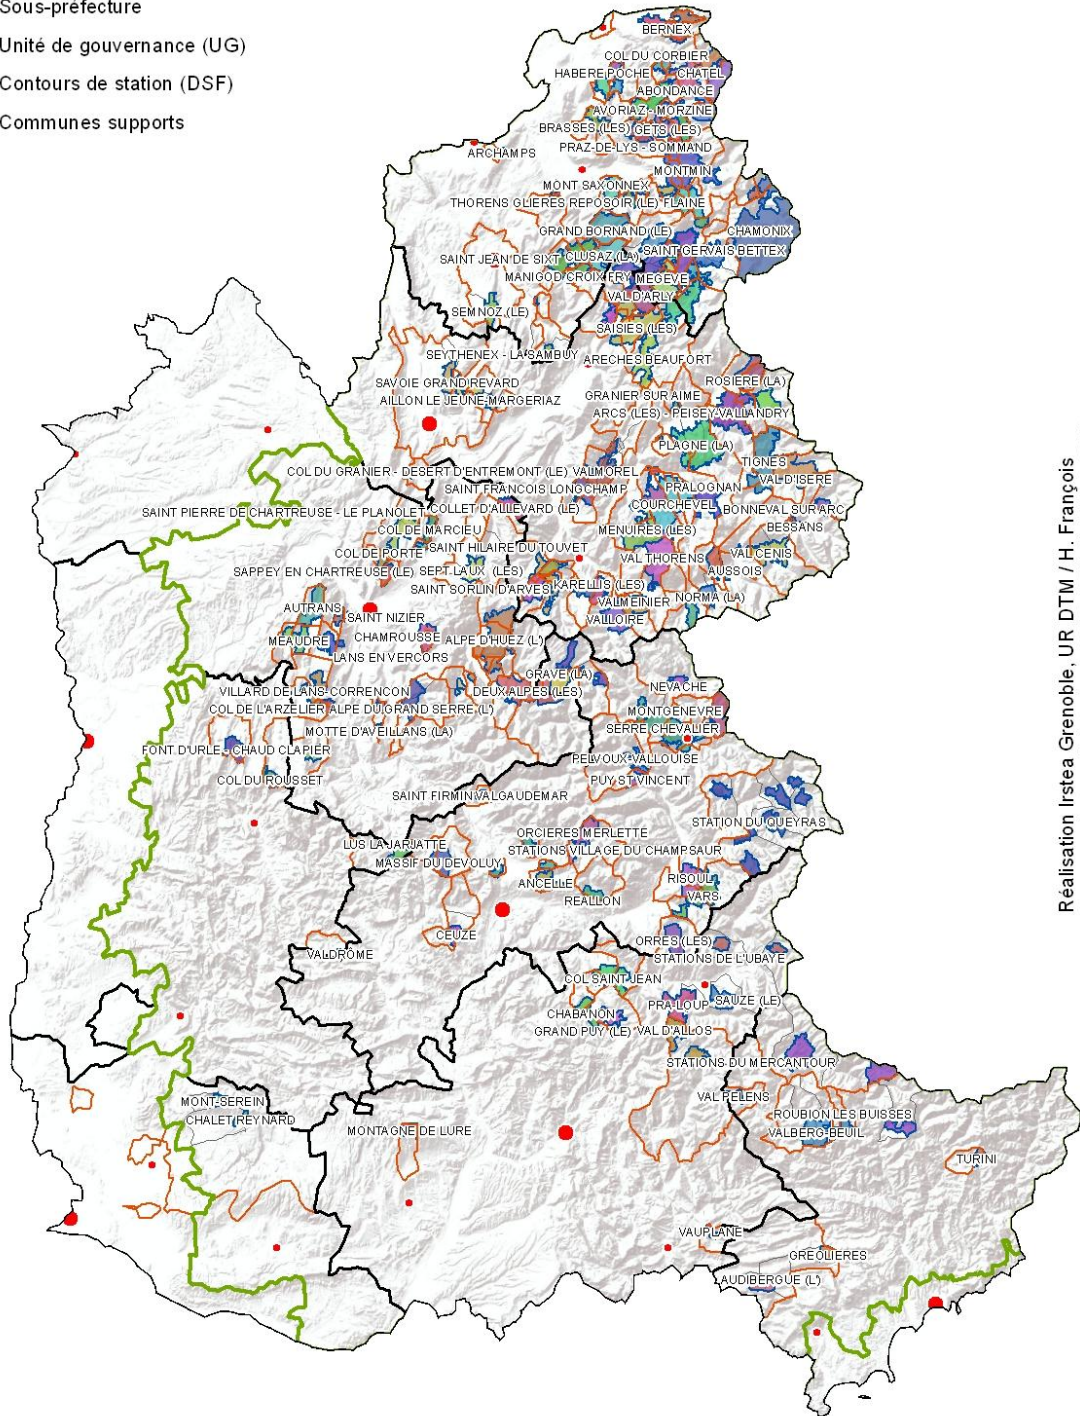 Sous-préfecture
Unité de gouvernance (UG)
Contours de station (DSF)
Communes supports
BERNEX
COL DU CORBIER
HABERE POCHE
CHATEL
ABONDANCE
AVORIAZ - MORZINE
BRASSES (LES)
GETS (LES)
PRAZ-DE-LYS - SOMMAND
ARCHAMPS
MONTMIN
MONT SAXONNEX
THORENS GLIERES
REPOSOIR (LE)
FLAINE
GRAND BORNAND (LE)
CHAMONIX
SAINT GERVAIS BETTEX
SAINT JEAN DE SIXT
CLUSAZ (LA)
MANIGOD CROIX FRY
MEGEVE
VAL D'ARLY
SEMNOZ (LE)
SAISIES (LES)
SEYTHENEX - LA SAMBUY
ARECHES BEAUFORT
SAVOIE GRAND REVARD
ROSIERE (LA)
AILLON LE JEUNE-MARGERIAZ
GRANIER SUR AIME
ARCS (LES) - PEISEY-VALLANDRY
PLAGNE (LA)
TIGNES
COL DU GRANIER - DESERT D'ENTREMONT (LE)
VALMOREL
VAL D'ISERE
SAINT FRANCOIS LONGCHAMP
PRALOGNAN
SAINT PIERRE DE CHARTREUSE - LE PLANOLET
COLLET D'ALLEVARD (LE)
COURCHEVEL
BONNEVAL SUR ARC
COL DE MARCIEU
MENUIRES (LES)
BESSANS
COL DE PORTE
SAINT HILAIRE DU TOUVET
VAL THORENS
VAL CENIS
SAPPEY EN CHARTREUSE (LE)
SEPT LAUX (LES)
AUSSOIS
SAINT SORLIN D'ARVES
KARELLIS (LES)
VALMEINIER
NORMA (LA)
AUTRANS
SAINT NIZIER
VALLOIRE
MEAUDRE
CHAMROUSSE
ALPE D'HUEZ (L')
LANS EN VERCORS
GRAVE (LA)
VILLARD DE LANS-CORRENCON
DEUX ALPES (LES)
NEVACHE
COL DE L'ARZELIER
ALPE DU GRAND SERRE (L')
MONTGENEVRE
MOTTE D'AVEILLANS (LA)
SERRE CHEVALIER
FONT D'URLE - CHAUD CLAPIER
PELVOUX-VALLOUISE
COL DU ROUSSET
PUY ST VINCENT
SAINT FIRMIN VALGAUDEMAR
STATION DU QUEYRAS
ORCIERES MERLETTE
LUS LA JARJATTE
STATIONS VILLAGE DU CHAMPSAUR
MASSIF DU DEVOLUY
RISOUL
ANCELLE
VARS
REALLON
CEUZE
ORRES (LES)
VALDRÔME
STATIONS DE L'UBAYE
COL SAINT JEAN
PRA-LOUP
SAUZE (LE)
CHABANON
GRAND PUY (LE)
VAL D'ALLOS
STATIONS DU MERCANTOUR
VAL PELENS
MONT-SEREIN
CHALET REYNARD
ROUBION LES BUISSES
MONTAGNE DE LURE
VALBERG-BEUIL
TURINI
VAUPLANE
GREOLIERES
AUDIBERGUE (L')
Réalisation Irstea Grenoble, UR DTM / H. François